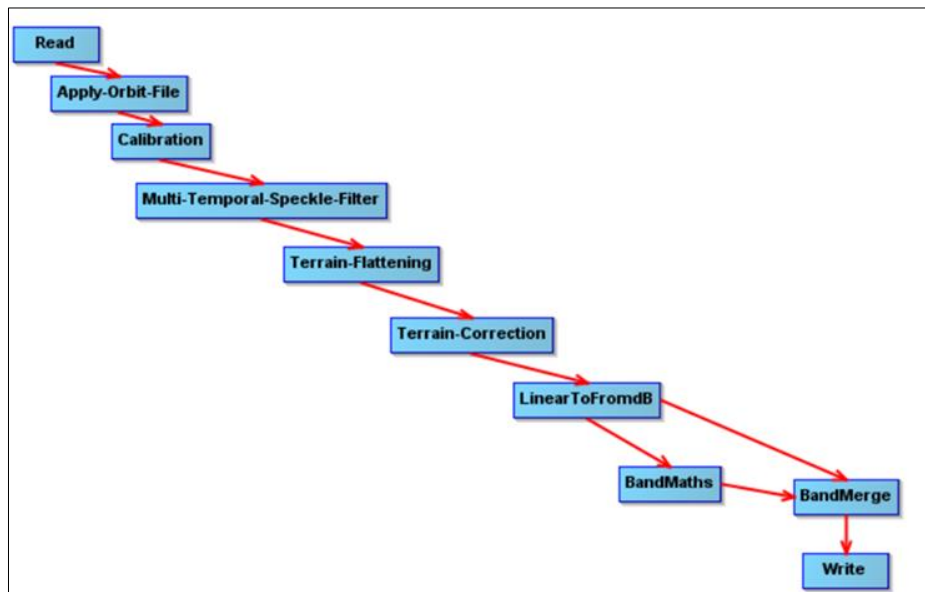 Read
Apply-Orbit-File
Calibration
Multi-Temporal-Speckle-Filter
Terrain-Flattening
Terrain-Correction
LinearToFromdB
BandMaths
BandMerge
Write